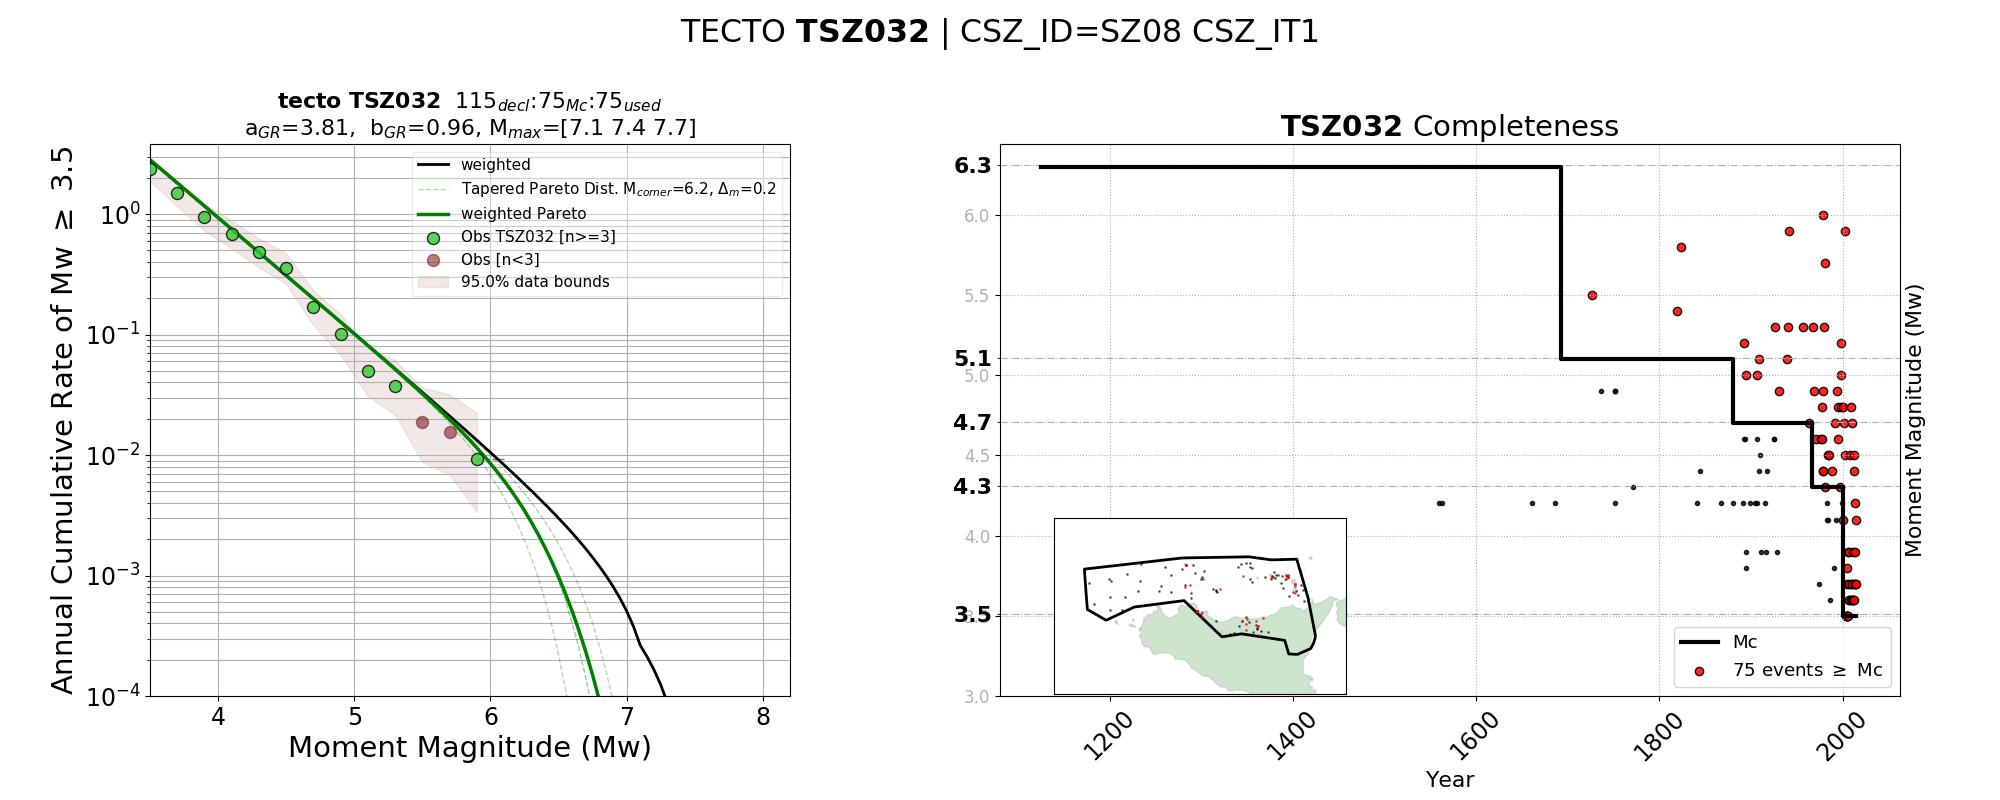 TECTO TSZ032 | CSZ_ID=SZ08 CSZ_IT1
tecto TSZ032 115decl:75Mc:75used
aGR=3.81, bGR=0.96, Mmax=[7.1 7.4 7.7]
Annual Cumulative Rate of Mw ≥ 3.5
10^0
10^-1
10^-2
10^-3
10^-4
weighted
Tapered Pareto Dist. Mcorner=6.2, Δm=0.2
weighted Pareto
Obs TSZ032 [n>=3]
Obs [n<3]
95.0% data bounds
4 5 6 7 8
Moment Magnitude (Mw)
TSZ032 Completeness
6.3
6.0
5.5
5.1
5.0
4.7
4.5
4.3
4.0
3.5
3.0
Mc
75 events ≥ Mc
1200 1400 1600 1800 2000
Year
Moment Magnitude (Mw)